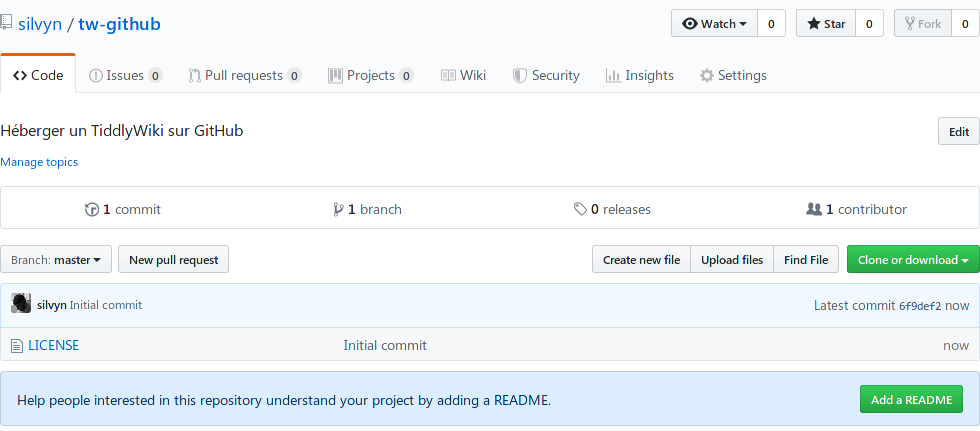 silvyn / tw-github
Watch 0 Star 0 Fork 0
Code Issues 0 Pull requests 0 Projects 0 Wiki Security Insights Settings
Héberger un TiddlyWiki sur GitHub Edit
Manage topics
1 commit 1 branch 0 releases 1 contributor
Branch: master New pull request Create new file Upload files Find File Clone or download
silvyn Initial commit Latest commit 6f9def2 now
LICENSE Initial commit now
Help people interested in this repository understand your project by adding a README. Add a README